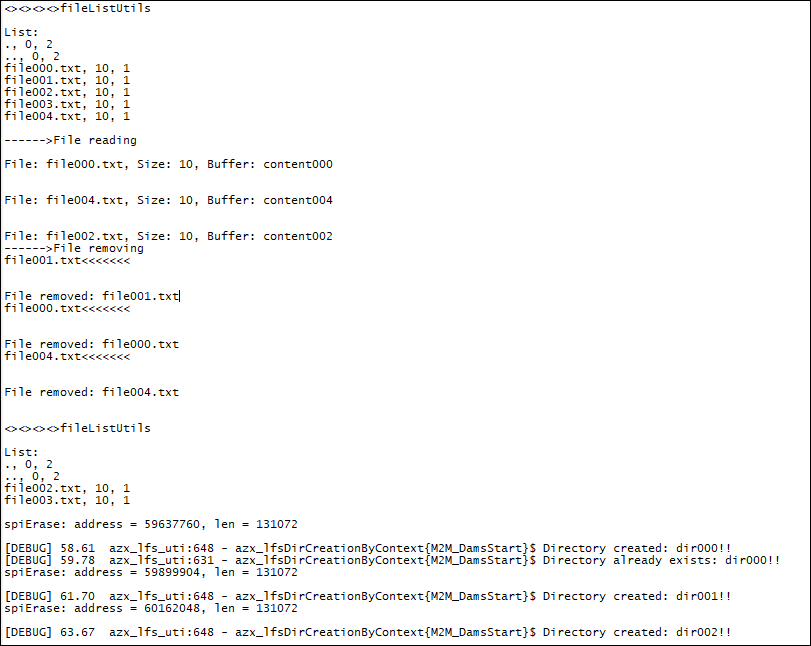 <><><><>fileListUtils
List:
., 0, 2
.., 0, 2
file000.txt, 10, 1
file001.txt, 10, 1
file002.txt, 10, 1
file003.txt, 10, 1
file004.txt, 10, 1
------>File reading
File: file000.txt, Size: 10, Buffer: content000
File: file004.txt, Size: 10, Buffer: content004
File: file002.txt, Size: 10, Buffer: content002
------>File removing
file001.txt<<<<<<<
File removed: file001.txt
file000.txt<<<<<<<
File removed: file000.txt
file004.txt<<<<<<<
File removed: file004.txt
<><><><>fileListUtils
List:
., 0, 2
.., 0, 2
file002.txt, 10, 1
file003.txt, 10, 1
spiErase: address = 59637760, len = 131072
[DEBUG] 58.61  azx_lfs_uti:648 - azx_lfsDirCreationByContext{M2M_DamsStart}$ Directory created: dir000!!
[DEBUG] 59.78  azx_lfs_uti:631 - azx_lfsDirCreationByContext{M2M_DamsStart}$ Directory already exists: dir000!!
spiErase: address = 59899904, len = 131072
[DEBUG] 61.70  azx_lfs_uti:648 - azx_lfsDirCreationByContext{M2M_DamsStart}$ Directory created: dir001!!
spiErase: address = 60162048, len = 131072
[DEBUG] 63.67  azx_lfs_uti:648 - azx_lfsDirCreationByContext{M2M_DamsStart}$ Directory created: dir002!!